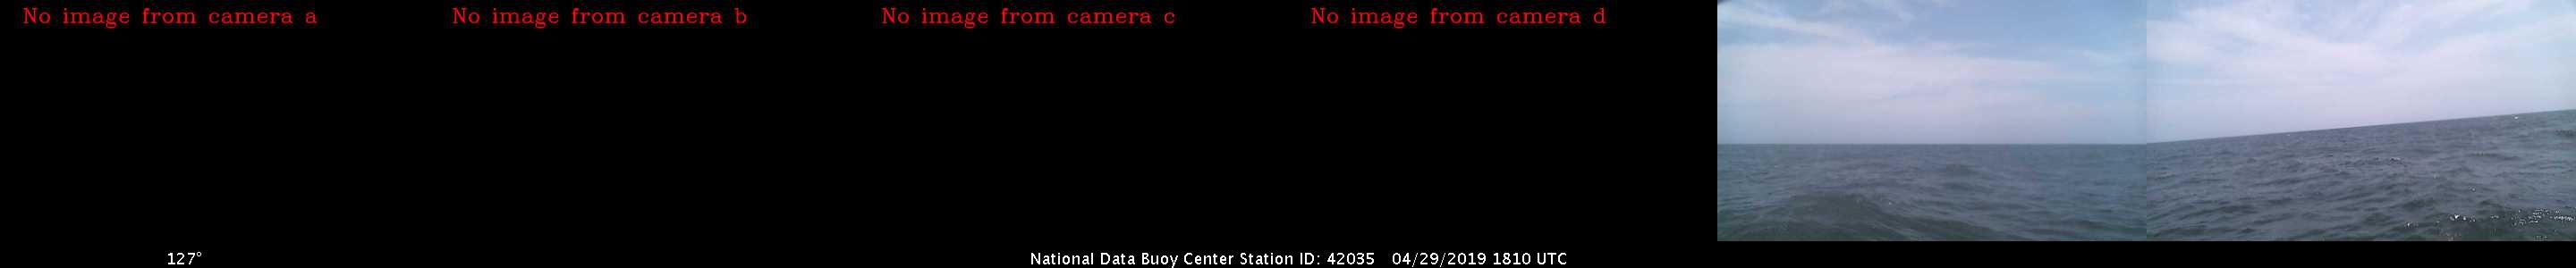 No image from camera a
No image from camera b
No image from camera c
No image from camera d
127°
National Data Buoy Center Station ID: 42035 04/29/2019 1810 UTC